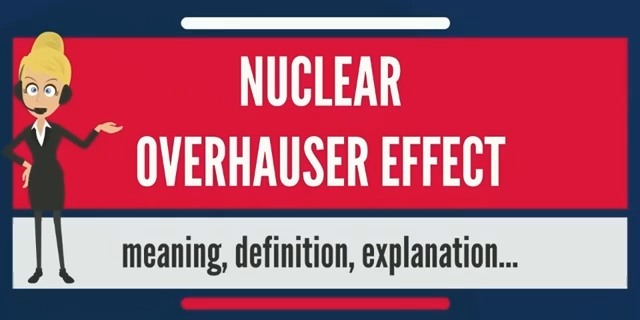 NUCLEAR
OVERHAUSER EFFECT
meaning, definition, explanation...